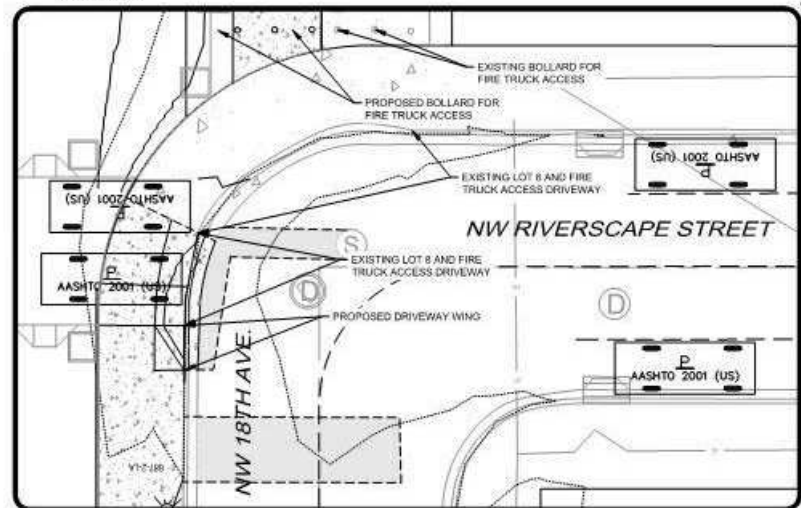 EXISTING BOLLARD FOR
FIRE TRUCK ACCESS
PROPOSED BOLLARD FOR
FIRE TRUCK ACCESS
EXISTING LOT 8 AND FIRE
TRUCK ACCESS DRIVEWAY
AASHTO 2001 (US)
P
AASHTO 2001 (US)
P
NW RIVERSCAPE STREET
S
EXISTING LOT 8 AND FIRE
TRUCK ACCESS DRIVEWAY
P
AASHTO 2001 (US)
D
D
PROPOSED DRIVEWAY WING
NW 18TH AVE.
P
AASHTO 2001 (US)